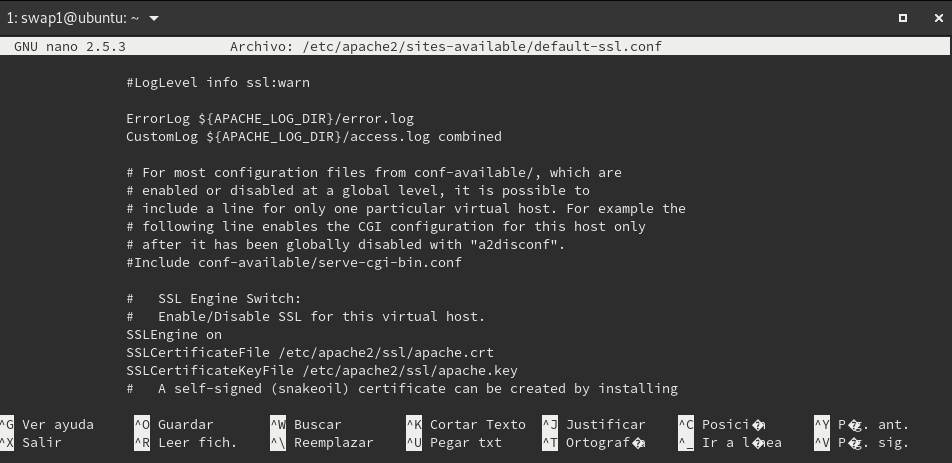 1: swap1@ubuntu: ~
GNU nano 2.5.3 Archivo: /etc/apache2/sites-available/default-ssl.conf
#LogLevel info ssl:warn
ErrorLog ${APACHE_LOG_DIR}/error.log
CustomLog ${APACHE_LOG_DIR}/access.log combined
# For most configuration files from conf-available/, which are
# enabled or disabled at a global level, it is possible to
# include a line for only one particular virtual host. For example the
# following line enables the CGI configuration for this host only
# after it has been globally disabled with "a2disconf".
#Include conf-available/serve-cgi-bin.conf
#   SSL Engine Switch:
#   Enable/Disable SSL for this virtual host.
SSLEngine on
SSLCertificateFile /etc/apache2/ssl/apache.crt
SSLCertificateKeyFile /etc/apache2/ssl/apache.key
#   A self-signed (snakeoil) certificate can be created by installing
^G Ver ayuda ^O Guardar ^W Buscar ^K Cortar Texto ^J Justificar ^C Posici�n ^Y P�g. ant.
^X Salir ^R Leer fich. ^\ Reemplazar ^U Pegar txt ^T Ortograf�a ^_ Ir a l�nea ^V P�g. sig.